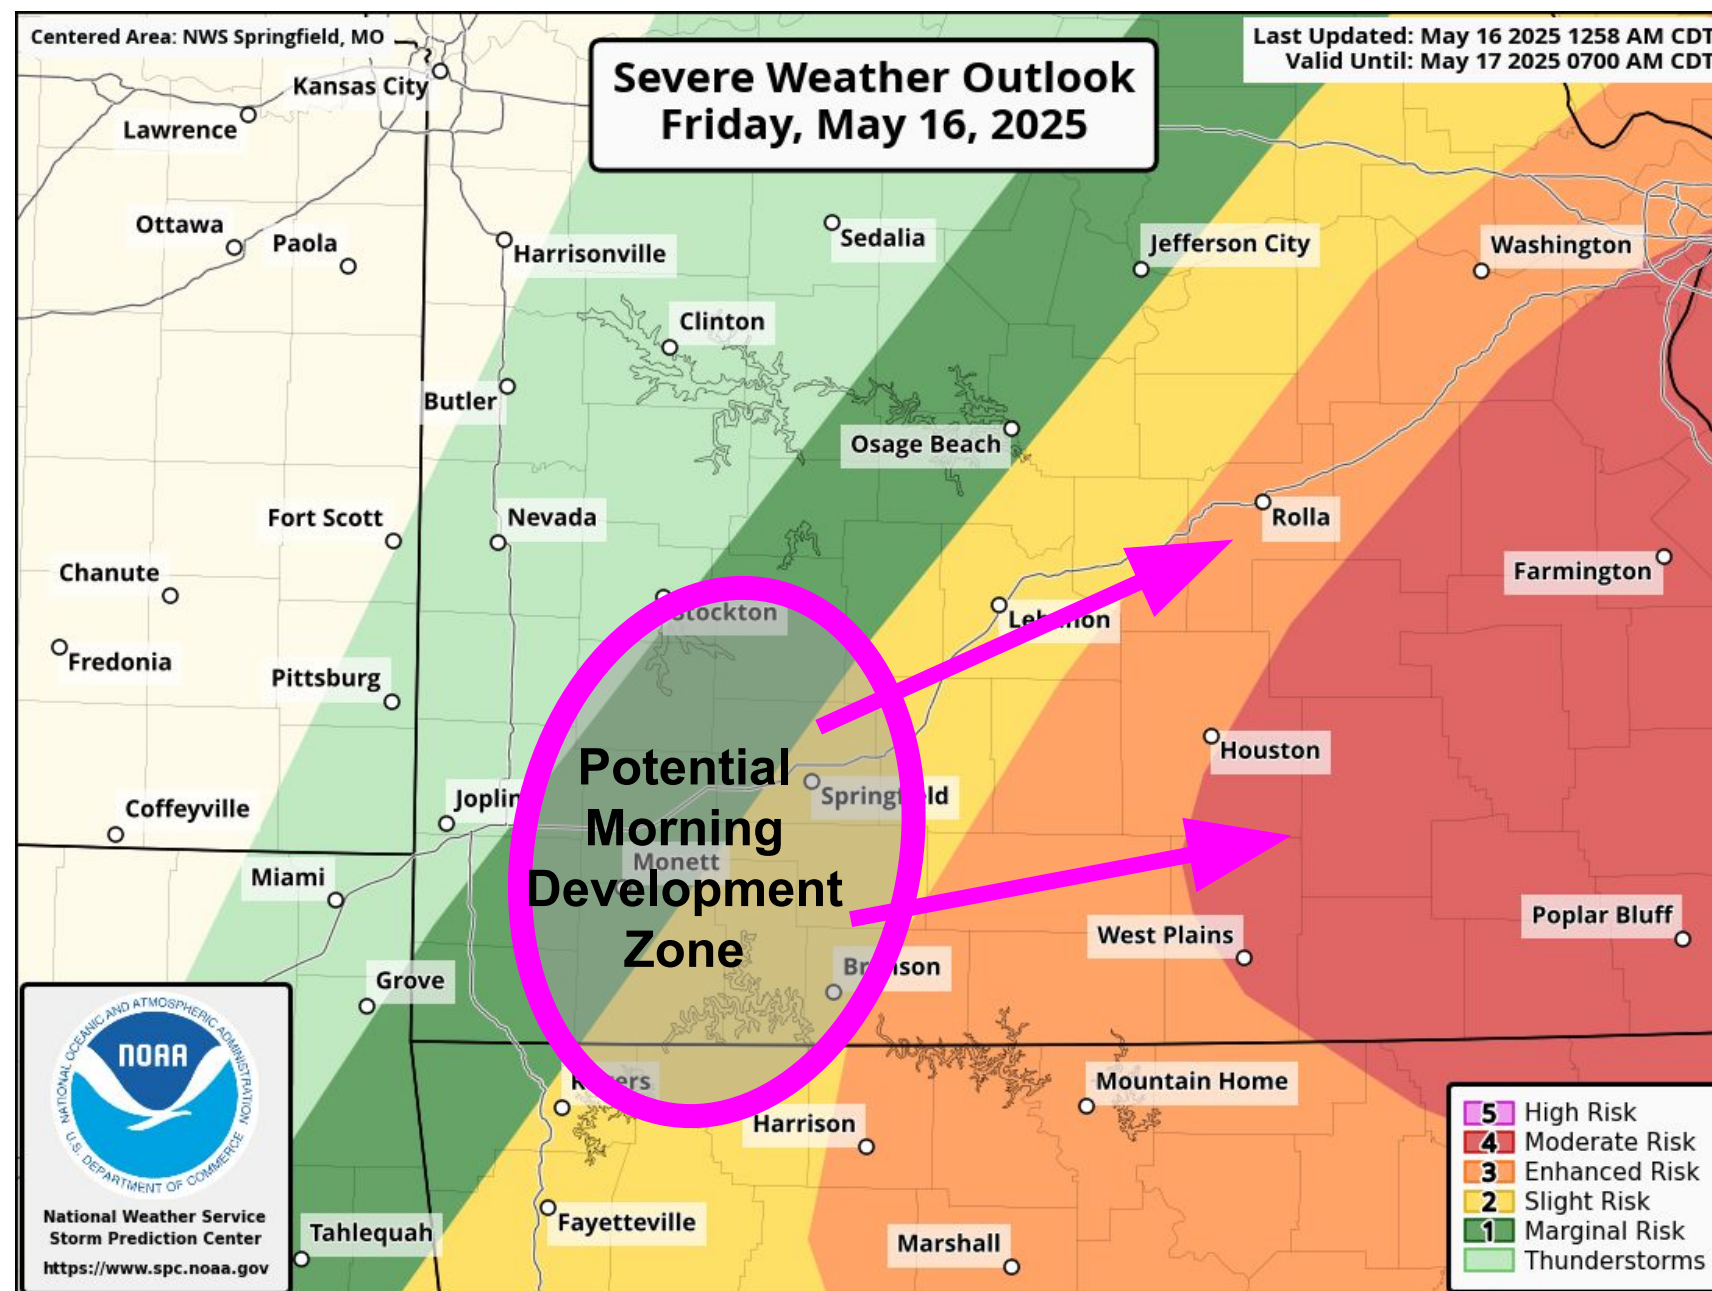 Centered Area: NWS Springfield, MO
Last Updated: May 16 2025 1258 AM CDT
Valid Until: May 17 2025 0700 AM CDT
Severe Weather Outlook
Friday, May 16, 2025
Kansas City
Lawrence
Ottawa
Paola
Harrisonville
Sedalia
Jefferson City
Washington
Clinton
Butler
Osage Beach
Fort Scott
Nevada
Rolla
Chanute
Farmington
Stockton
Lebanon
Fredonia
Pittsburg
Houston
Potential
Morning
Development
Zone
Coffeyville
Joplin
Springfield
Monett
Miami
Poplar Bluff
West Plains
Grove
Branson
Rogers
Mountain Home
Harrison
Fayetteville
Tahlequah
Marshall
NATIONAL OCEANIC AND ATMOSPHERIC ADMINISTRATION
NOAA
U.S. DEPARTMENT OF COMMERCE
National Weather Service
Storm Prediction Center
https://www.spc.noaa.gov
5 High Risk
4 Moderate Risk
3 Enhanced Risk
2 Slight Risk
1 Marginal Risk
Thunderstorms